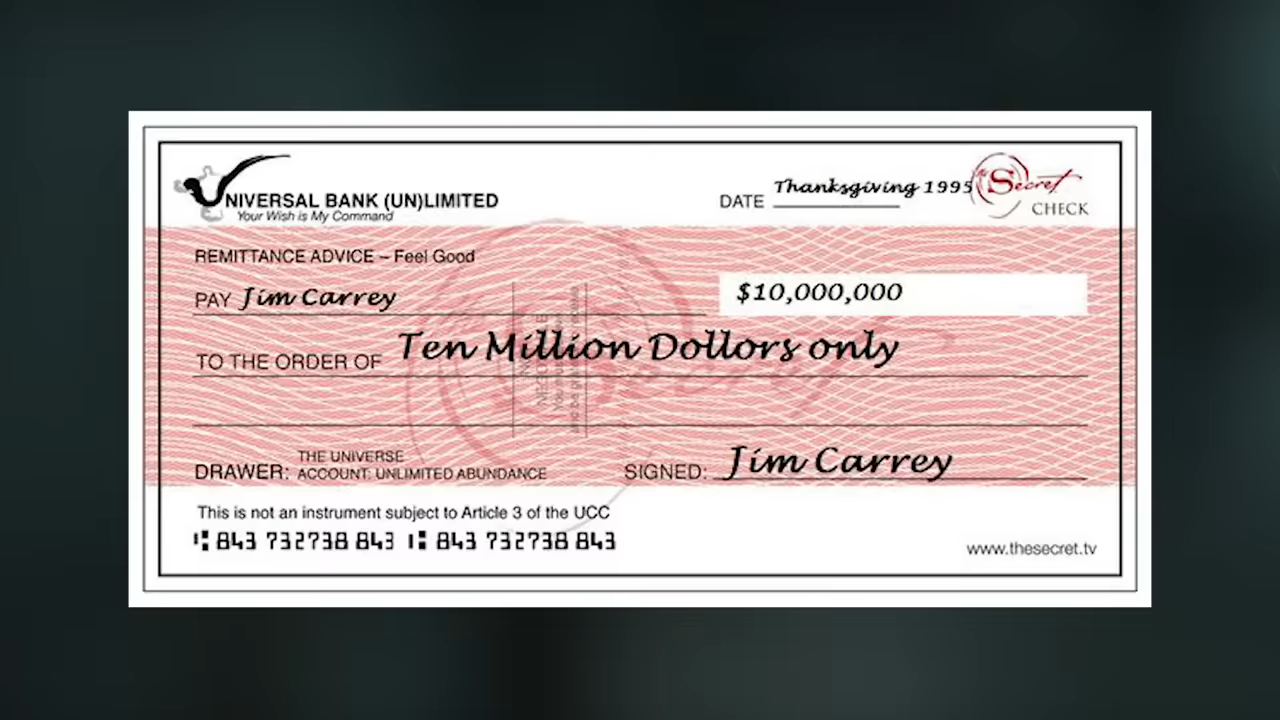 UNIVERSAL BANK (UN)LIMITED
Your Wish is My Command
DATE Thanksgiving 1995
The Secret
CHECK
REMITTANCE ADVICE – Feel Good
PAY Jim Carrey
$10,000,000
TO THE ORDER OF Ten Million Dollors only
DRAWER: THE UNIVERSE
ACCOUNT: UNLIMITED ABUNDANCE
SIGNED: Jim Carrey
This is not an instrument subject to Article 3 of the UCC
⑆ 843 732738 843 ⑆ 843 732738 843
www.thesecret.tv